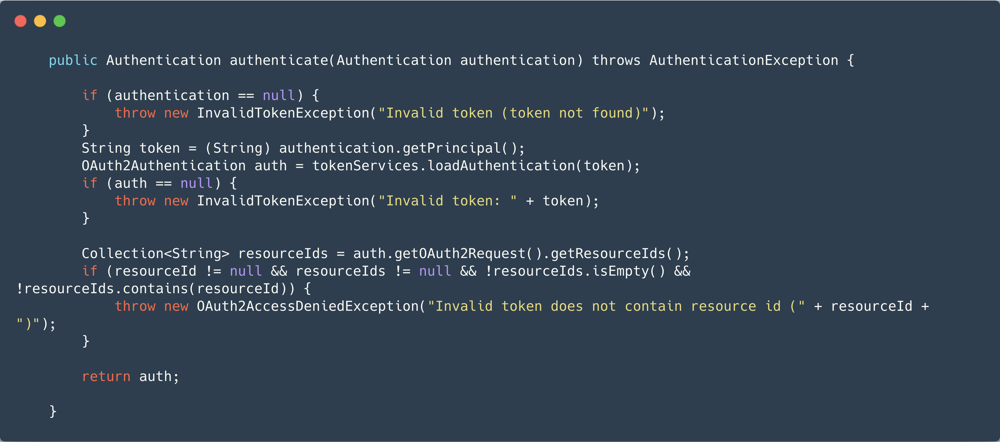 public Authentication authenticate(Authentication authentication) throws AuthenticationException {
if (authentication == null) {
throw new InvalidTokenException("Invalid token (token not found)");
}
String token = (String) authentication.getPrincipal();
OAuth2Authentication auth = tokenServices.loadAuthentication(token);
if (auth == null) {
throw new InvalidTokenException("Invalid token: " + token);
}
Collection<String> resourceIds = auth.getOAuth2Request().getResourceIds();
if (resourceId != null && resourceIds != null && !resourceIds.isEmpty() &&
!resourceIds.contains(resourceId)) {
throw new OAuth2AccessDeniedException("Invalid token does not contain resource id (" + resourceId +
")");
}
return auth;
}